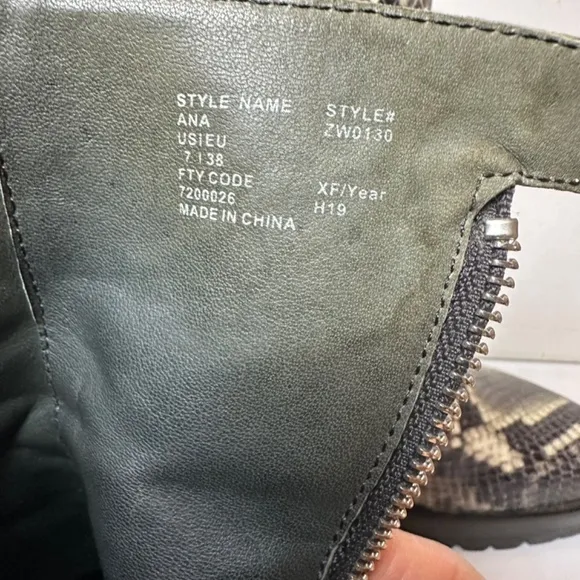 STYLE NAME STYLE#
ANA ZW0130
US|EU
7 | 38
FTY CODE XF/Year
7200026 H19
MADE IN CHINA